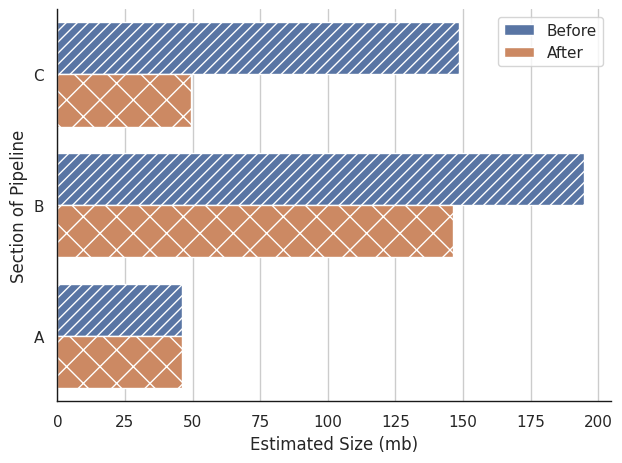 Before
After
C
B
A
Section of Pipeline
0 25 50 75 100 125 150 175 200
Estimated Size (mb)